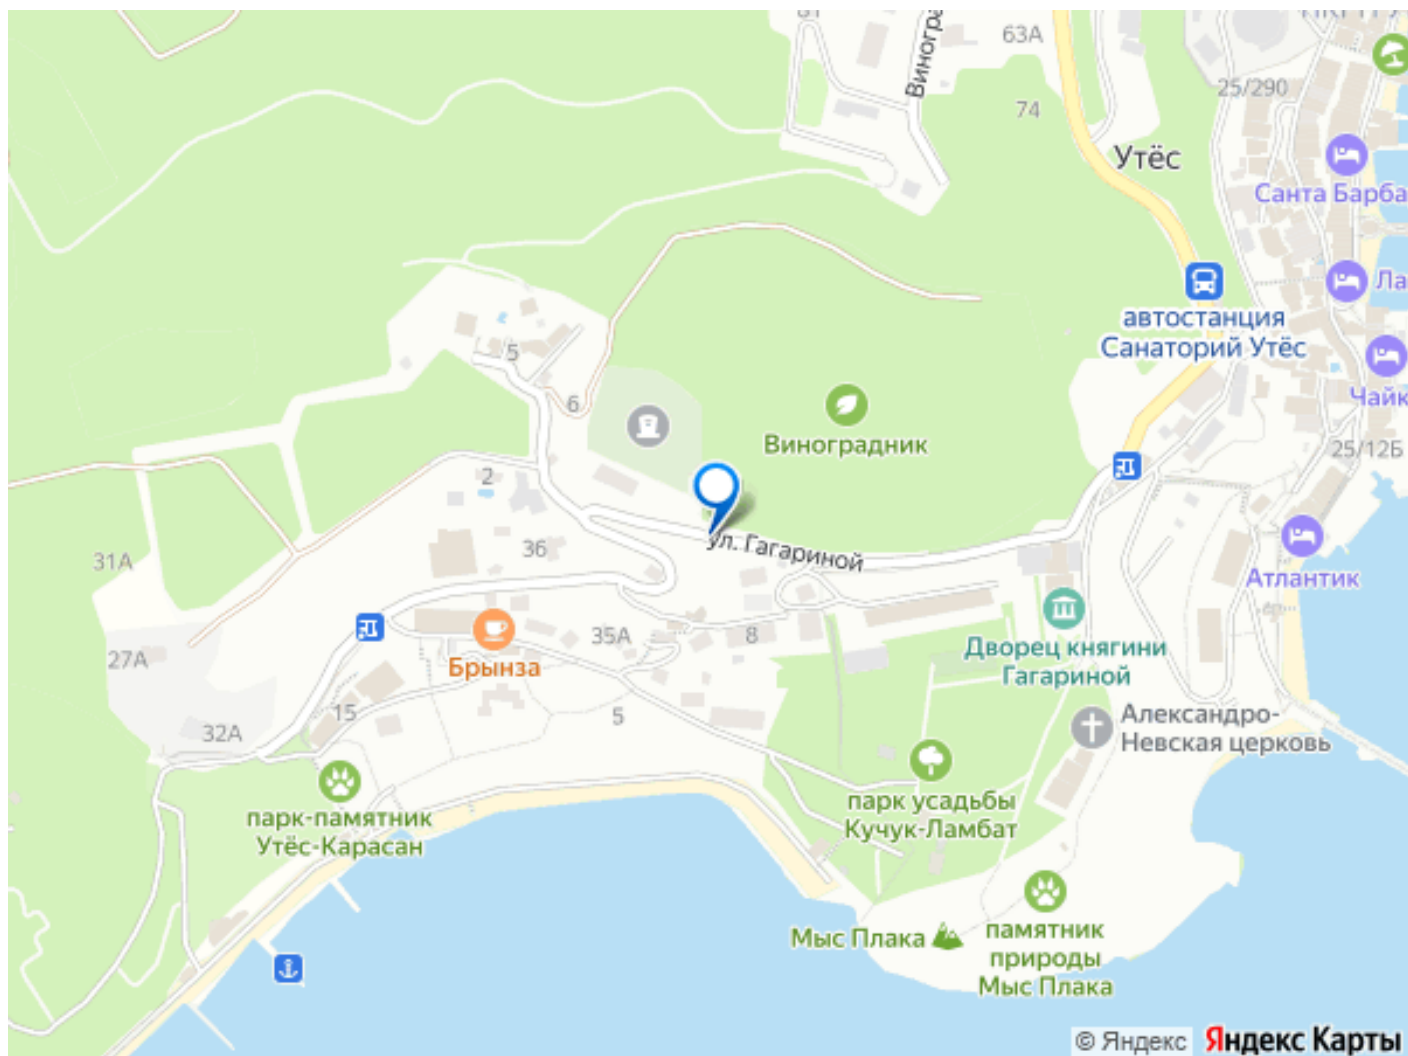 63А
Виногра
25/290
74
Утёс
Санта Барба
Ла
автостанция
Санаторий Утёс
5
6
Чайк
Виноградник
25/12Б
2
ул. Гагариной
31А
36
Атлантик
Дворец княгини
Гагариной
35А
8
27А
Брынза
5
15
32А
Александро-
Невская церковь
парк-памятник
Утёс-Карасан
парк усадьбы
Кучук-Ламбат
Мыс Плака
памятник
природы
Мыс Плака
© Яндекс Яндекс Карты